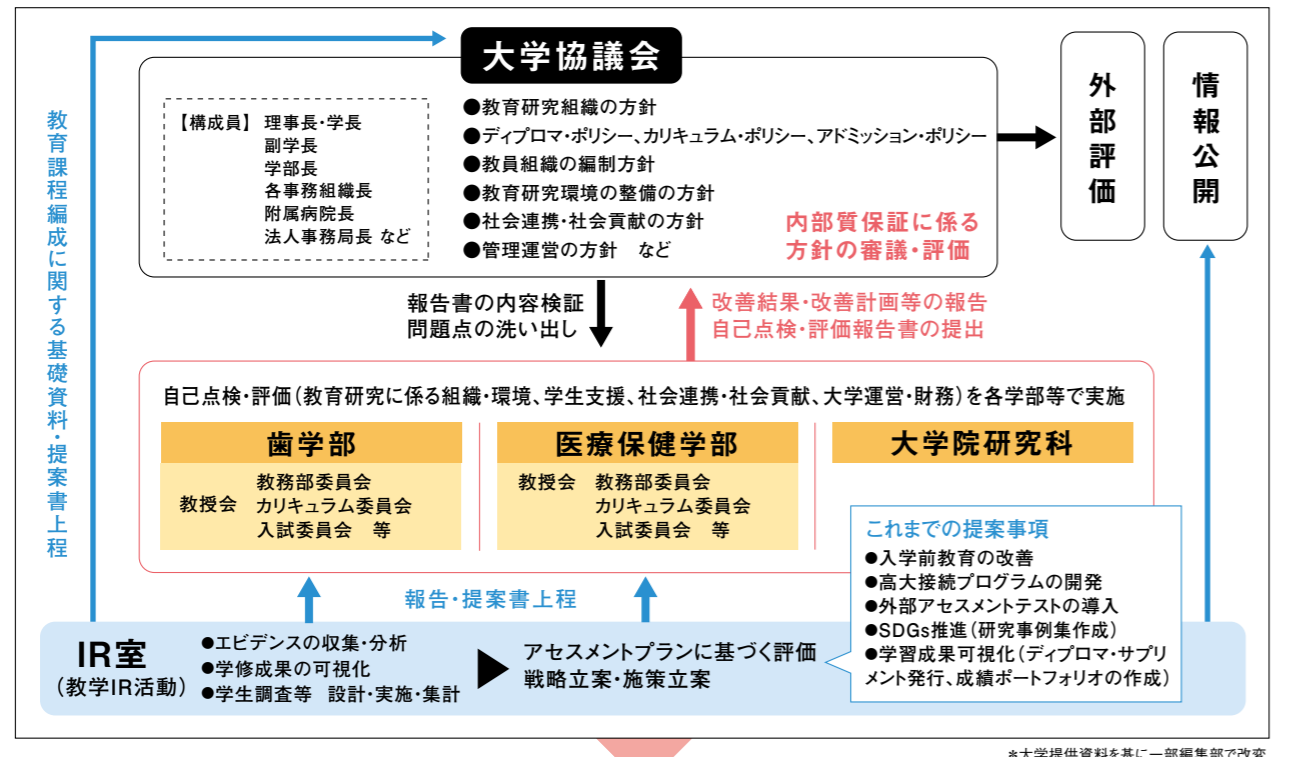 大学協議会
【構成員】 理事長・学長
副学長
学部長
各事務組織長
附属病院長
法人事務局長 など
●教育研究組織の方針
●ディプロマ・ポリシー、カリキュラム・ポリシー、アドミッション・ポリシー
●教員組織の編制方針
●教育研究環境の整備の方針
●社会連携・社会貢献の方針
●管理運営の方針 など
内部質保証に係る
方針の審議・評価
外部評価
情報公開
教育課程編成に関する基礎資料・提案書上程
報告書の内容検証
問題点の洗い出し
改善結果・改善計画等の報告
自己点検・評価報告書の提出
自己点検・評価(教育研究に係る組織・環境、学生支援、社会連携・社会貢献、大学運営・財務)を各学部等で実施
歯学部
教授会
教務部委員会
カリキュラム委員会
入試委員会 等
医療保健学部
教授会
教務部委員会
カリキュラム委員会
入試委員会 等
大学院研究科
報告・提案書上程
これまでの提案事項
●入学前教育の改善
●高大接続プログラムの開発
●外部アセスメントテストの導入
●SDGs推進(研究事例集作成)
●学習成果可視化(ディプロマ・サプリ
メント発行、成績ポートフォリオの作成)
IR室
(教学IR活動)
●エビデンスの収集・分析
●学修成果の可視化
●学生調査等 設計・実施・集計
アセスメントプランに基づく評価
戦略立案・施策立案
*大学提供資料を基に一部編集部で改変